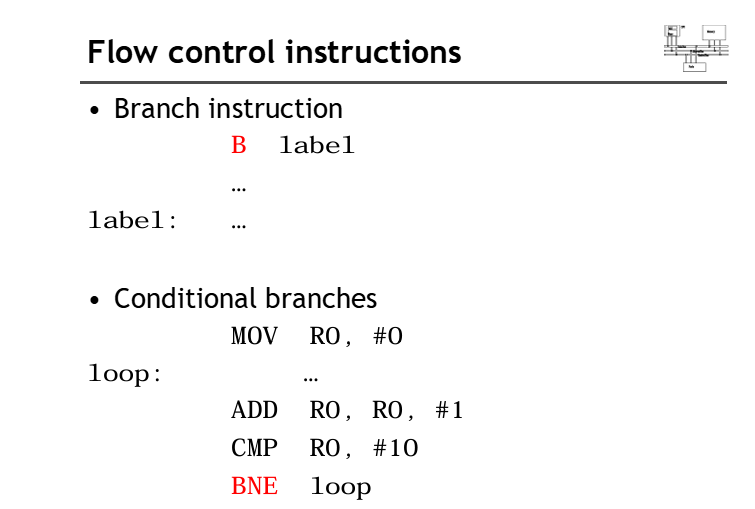 Flow control instructions
• Branch instruction
B label
…
label: …
• Conditional branches
MOV R0, #0
loop: …
ADD R0, R0, #1
CMP R0, #10
BNE loop